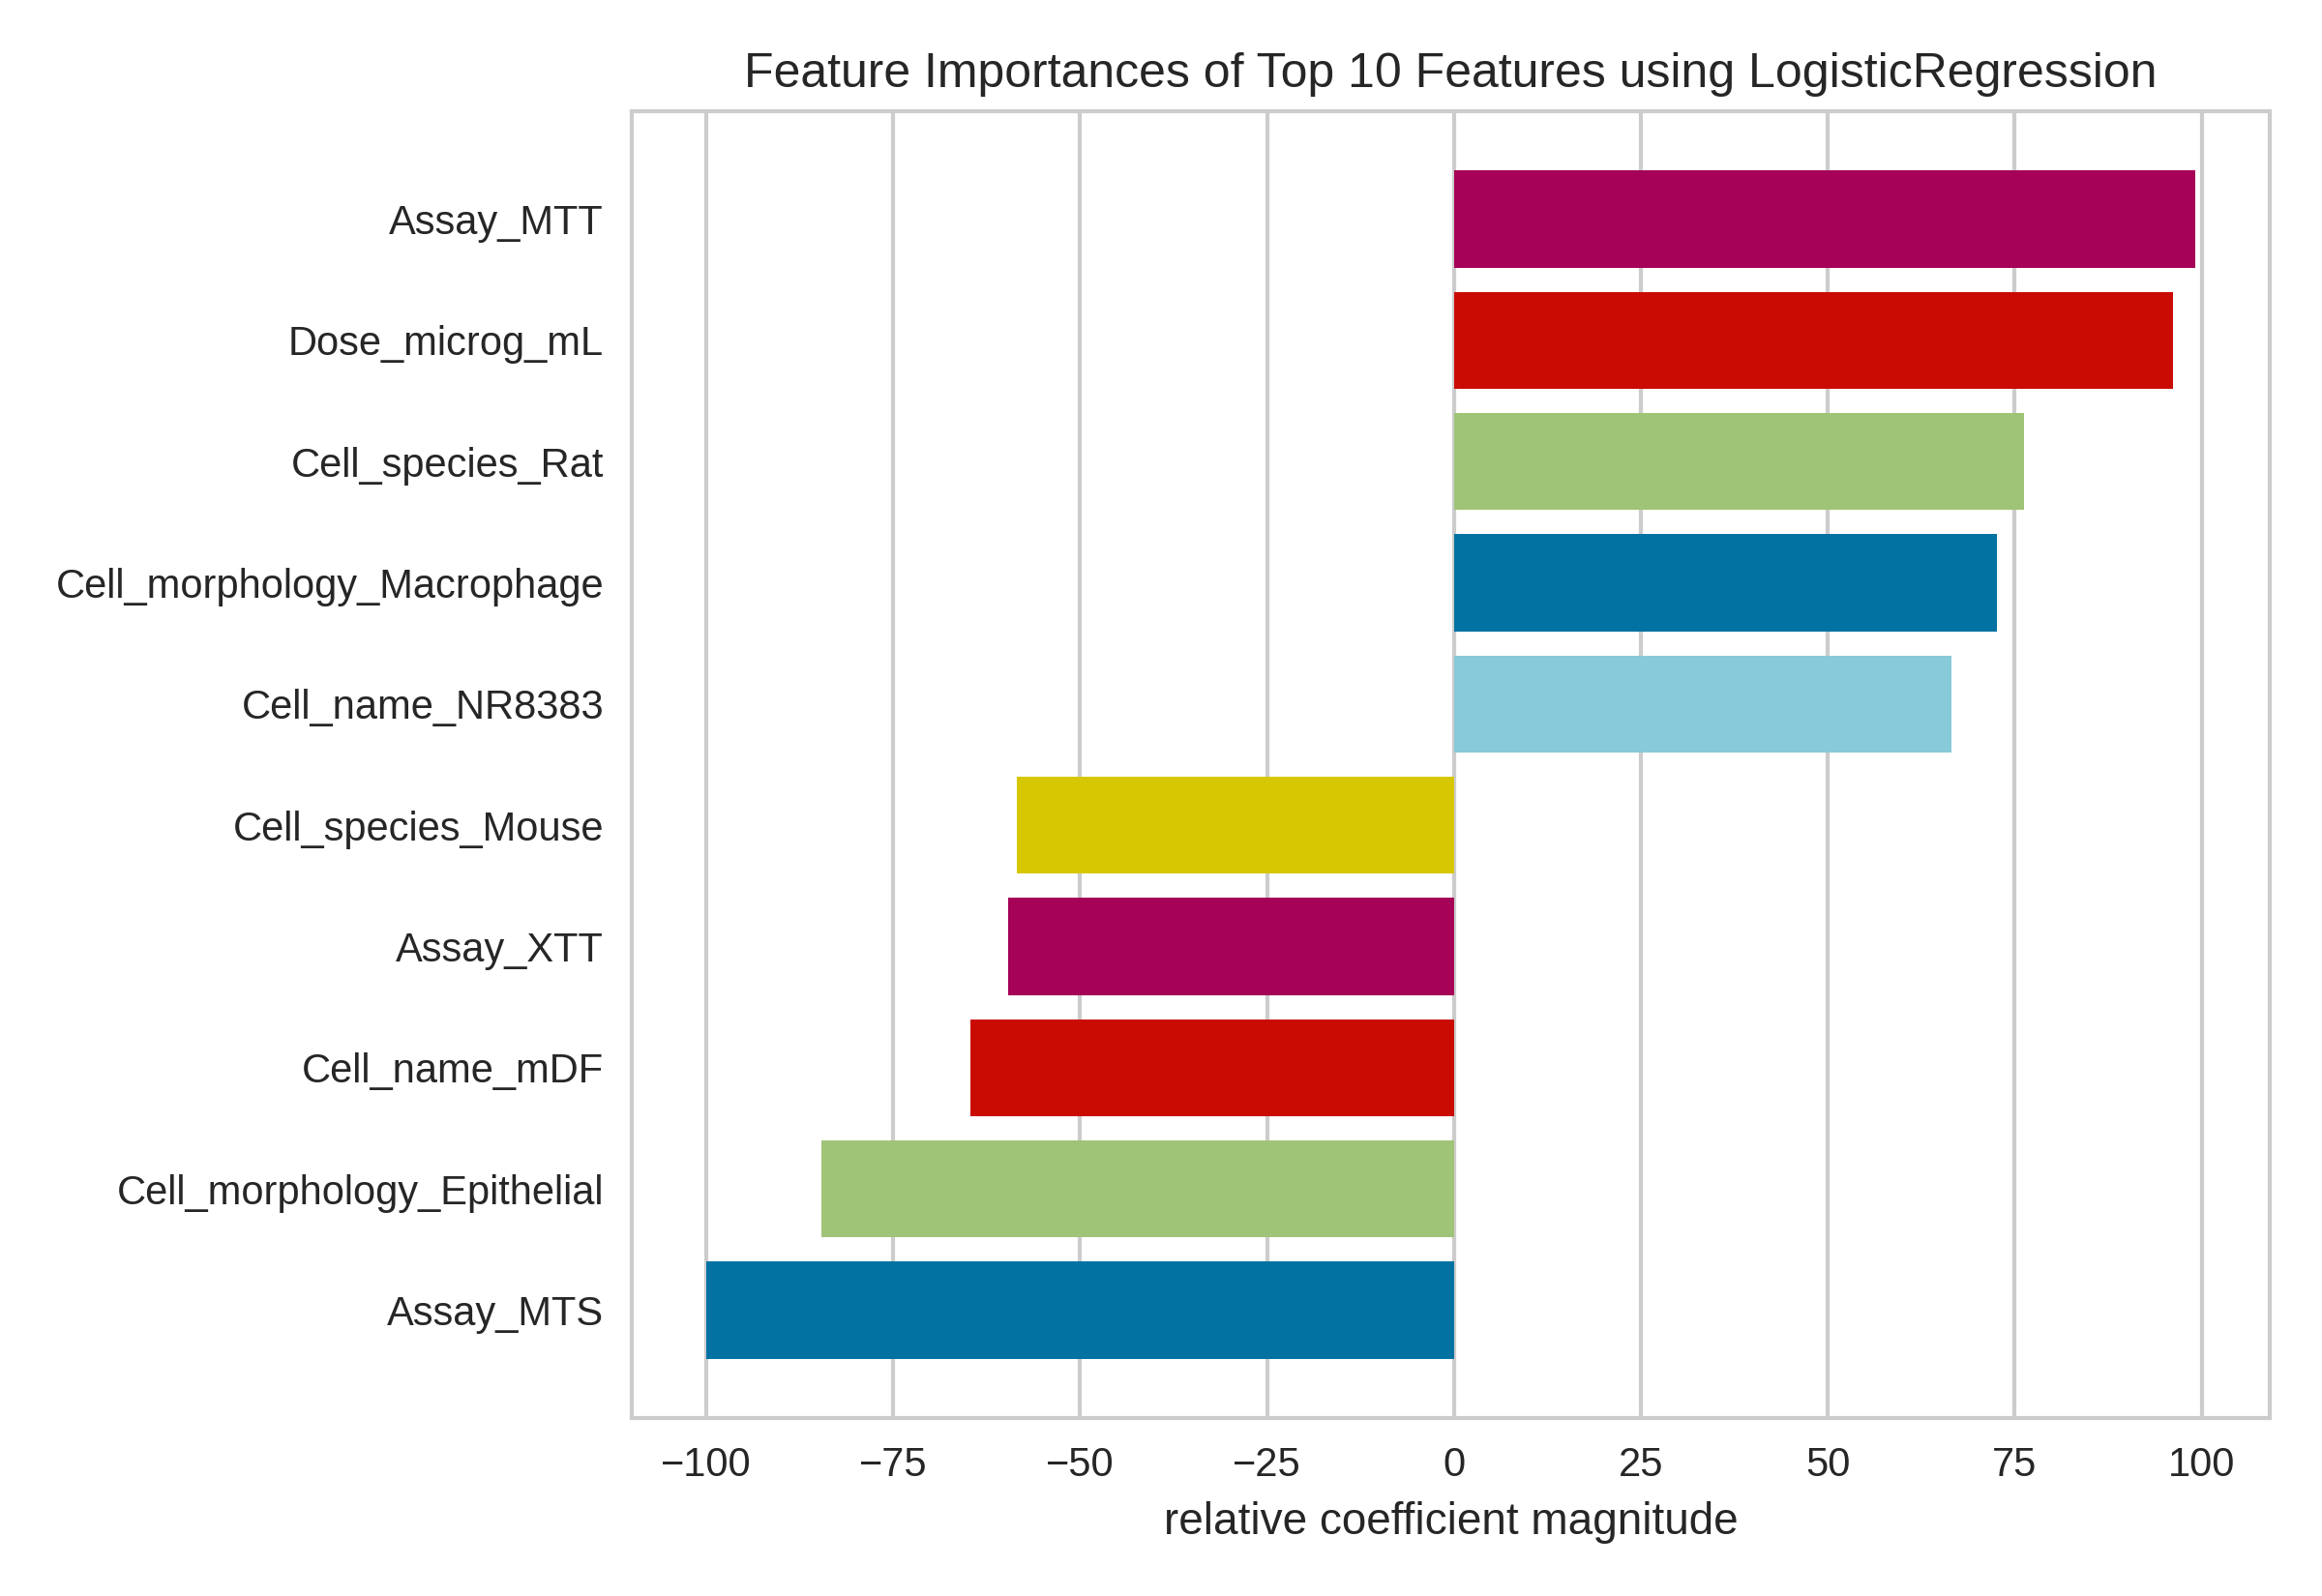 Feature Importances of Top 10 Features using LogisticRegression
Assay_MTT
Dose_microg_mL
Cell_species_Rat
Cell_morphology_Macrophage
Cell_name_NR8383
Cell_species_Mouse
Assay_XTT
Cell_name_mDF
Cell_morphology_Epithelial
Assay_MTS
−100 −75 −50 −25 0 25 50 75 100
relative coefficient magnitude